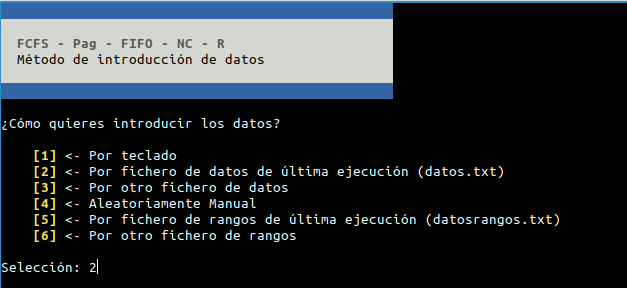 FCFS - Pag - FIFO - NC - R
Método de introducción de datos
¿Cómo quieres introducir los datos?
[1] <- Por teclado
[2] <- Por fichero de datos de última ejecución (datos.txt)
[3] <- Por otro fichero de datos
[4] <- Aleatoriamente Manual
[5] <- Por fichero de rangos de última ejecución (datosrangos.txt)
[6] <- Por otro fichero de rangos
Selección: 2